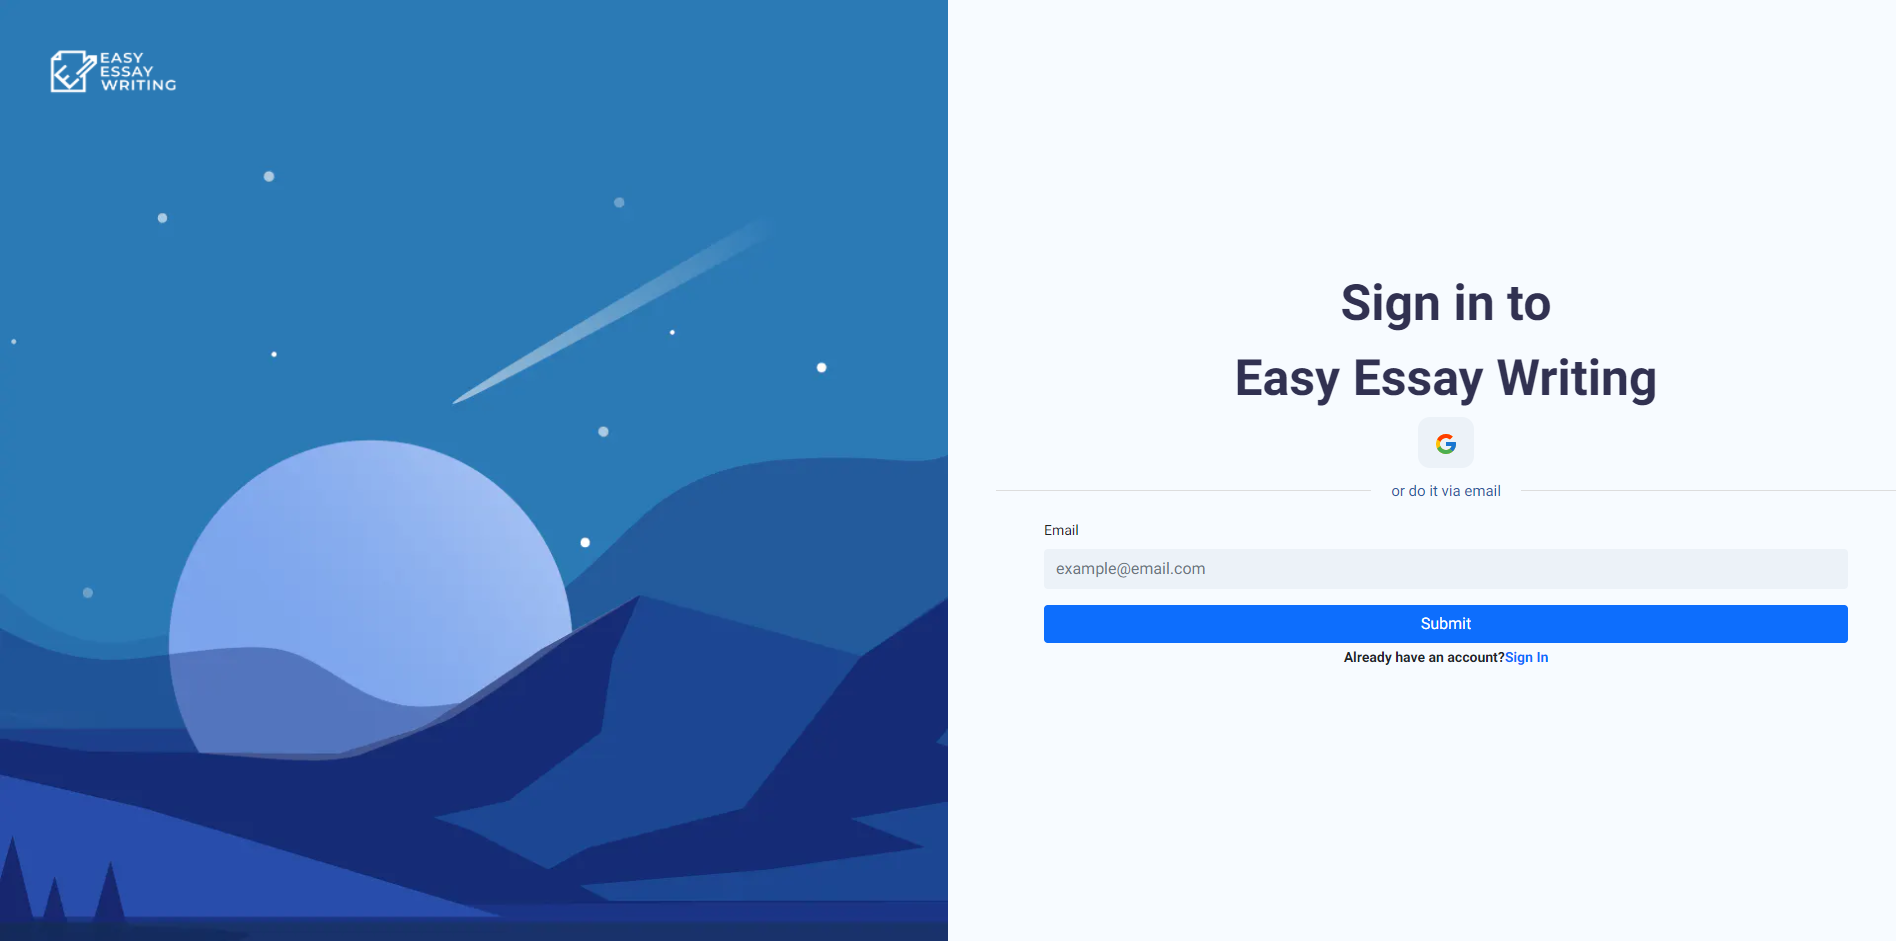 EASY
ESSAY
WRITING
Sign in to
Easy Essay Writing
or do it via email
Email
example@email.com
Submit
Already have an account?Sign In